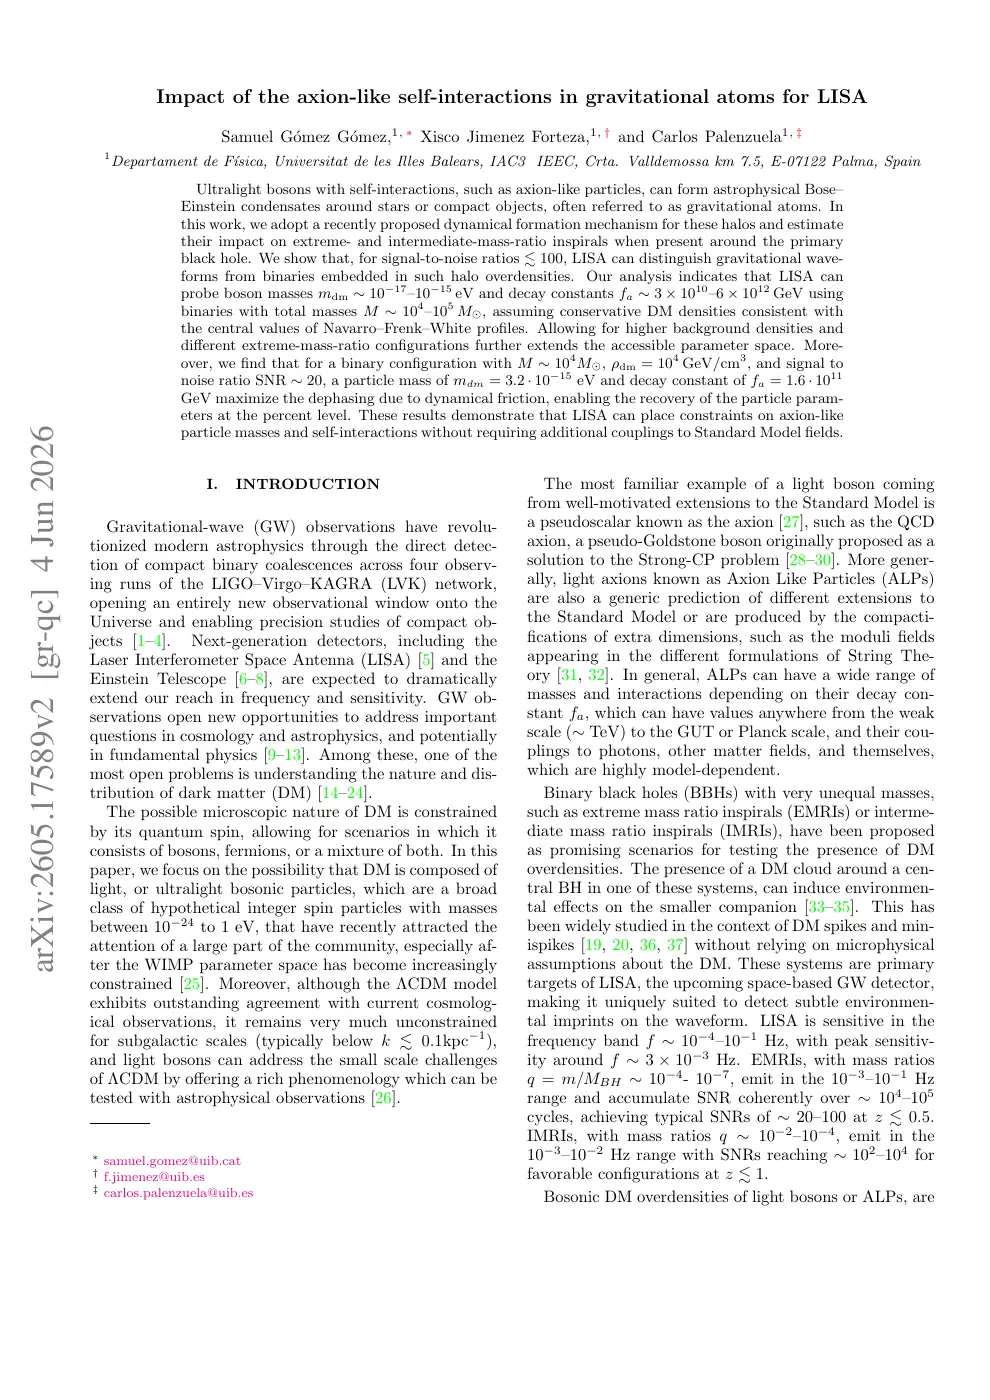 Impact of the axion-like self-interactions in gravitational atoms for LISA
Samuel Gómez Gómez,1, * Xisco Jimenez Forteza,1, † and Carlos Palenzuela1, ‡
1Departament de Física, Universitat de les Illes Balears, IAC3 IEEC, Crta. Valldemossa km 7.5, E-07122 Palma, Spain
Ultralight bosons with self-interactions, such as axion-like particles, can form astrophysical Bose–
Einstein condensates around stars or compact objects, often referred to as gravitational atoms. In
this work, we adopt a recently proposed dynamical formation mechanism for these halos and estimate
their impact on extreme- and intermediate-mass-ratio inspirals when present around the primary
black hole. We show that, for signal-to-noise ratios ≲ 100, LISA can distinguish gravitational wave-
forms from binaries embedded in such halo overdensities. Our analysis indicates that LISA can
probe boson masses mdm ∼ 10−17–10−15 eV and decay constants fa ∼ 3 × 1010–6 × 1012 GeV using
binaries with total masses M ∼ 104–105 M⊙, assuming conservative DM densities consistent with
the central values of Navarro–Frenk–White profiles. Allowing for higher background densities and
different extreme-mass-ratio configurations further extends the accessible parameter space. More-
over, we find that for a binary configuration with M ∼ 104M⊙, ρdm = 104 GeV/cm3, and signal to
noise ratio SNR ∼ 20, a particle mass of mdm = 3.2 · 10−15 eV and decay constant of fa = 1.6 · 1011
GeV maximize the dephasing due to dynamical friction, enabling the recovery of the particle param-
eters at the percent level. These results demonstrate that LISA can place constraints on axion-like
particle masses and self-interactions without requiring additional couplings to Standard Model fields.
arXiv:2605.17589v2 [gr-qc] 4 Jun 2026
I. INTRODUCTION
Gravitational-wave (GW) observations have revolu-
tionized modern astrophysics through the direct detec-
tion of compact binary coalescences across four observ-
ing runs of the LIGO–Virgo–KAGRA (LVK) network,
opening an entirely new observational window onto the
Universe and enabling precision studies of compact ob-
jects [1–4]. Next-generation detectors, including the
Laser Interferometer Space Antenna (LISA) [5] and the
Einstein Telescope [6–8], are expected to dramatically
extend our reach in frequency and sensitivity. GW ob-
servations open new opportunities to address important
questions in cosmology and astrophysics, and potentially
in fundamental physics [9–13]. Among these, one of the
most open problems is understanding the nature and dis-
tribution of dark matter (DM) [14–24].
The possible microscopic nature of DM is constrained
by its quantum spin, allowing for scenarios in which it
consists of bosons, fermions, or a mixture of both. In this
paper, we focus on the possibility that DM is composed of
light, or ultralight bosonic particles, which are a broad
class of hypothetical integer spin particles with masses
between 10−24 to 1 eV, that have recently attracted the
attention of a large part of the community, especially af-
ter the WIMP parameter space has become increasingly
constrained [25]. Moreover, although the ΛCDM model
exhibits outstanding agreement with current cosmolog-
ical observations, it remains very much unconstrained
for subgalactic scales (typically below k ≲ 0.1kpc−1),
and light bosons can address the small scale challenges
of ΛCDM by offering a rich phenomenology which can be
tested with astrophysical observations [26].
* samuel.gomez@uib.cat
† f.jimenez@uib.es
‡ carlos.palenzuela@uib.es
The most familiar example of a light boson coming
from well-motivated extensions to the Standard Model is
a pseudoscalar known as the axion [27], such as the QCD
axion, a pseudo-Goldstone boson originally proposed as a
solution to the Strong-CP problem [28–30]. More gener-
ally, light axions known as Axion Like Particles (ALPs)
are also a generic prediction of different extensions to
the Standard Model or are produced by the compacti-
fications of extra dimensions, such as the moduli fields
appearing in the different formulations of String The-
ory [31, 32]. In general, ALPs can have a wide range of
masses and interactions depending on their decay con-
stant fa, which can have values anywhere from the weak
scale (∼ TeV) to the GUT or Planck scale, and their cou-
plings to photons, other matter fields, and themselves,
which are highly model-dependent.
Binary black holes (BBHs) with very unequal masses,
such as extreme mass ratio inspirals (EMRIs) or interme-
diate mass ratio inspirals (IMRIs), have been proposed
as promising scenarios for testing the presence of DM
overdensities. The presence of a DM cloud around a cen-
tral BH in one of these systems, can induce environmen-
tal effects on the smaller companion [33–35]. This has
been widely studied in the context of DM spikes and min-
ispikes [19, 20, 36, 37] without relying on microphysical
assumptions about the DM. These systems are primary
targets of LISA, the upcoming space-based GW detector,
making it uniquely suited to detect subtle environmen-
tal imprints on the waveform. LISA is sensitive in the
frequency band f ∼ 10−4–10−1 Hz, with peak sensitiv-
ity around f ∼ 3 × 10−3 Hz. EMRIs, with mass ratios
q = m/MBH ∼ 10−4- 10−7, emit in the 10−3–10−1 Hz
range and accumulate SNR coherently over ∼ 104–105
cycles, achieving typical SNRs of ∼ 20–100 at z ≲ 0.5.
IMRIs, with mass ratios q ∼ 10−2–10−4, emit in the
10−3–10−2 Hz range with SNRs reaching ∼ 102–104 for
favorable configurations at z ≲ 1.
Bosonic DM overdensities of light bosons or ALPs, are